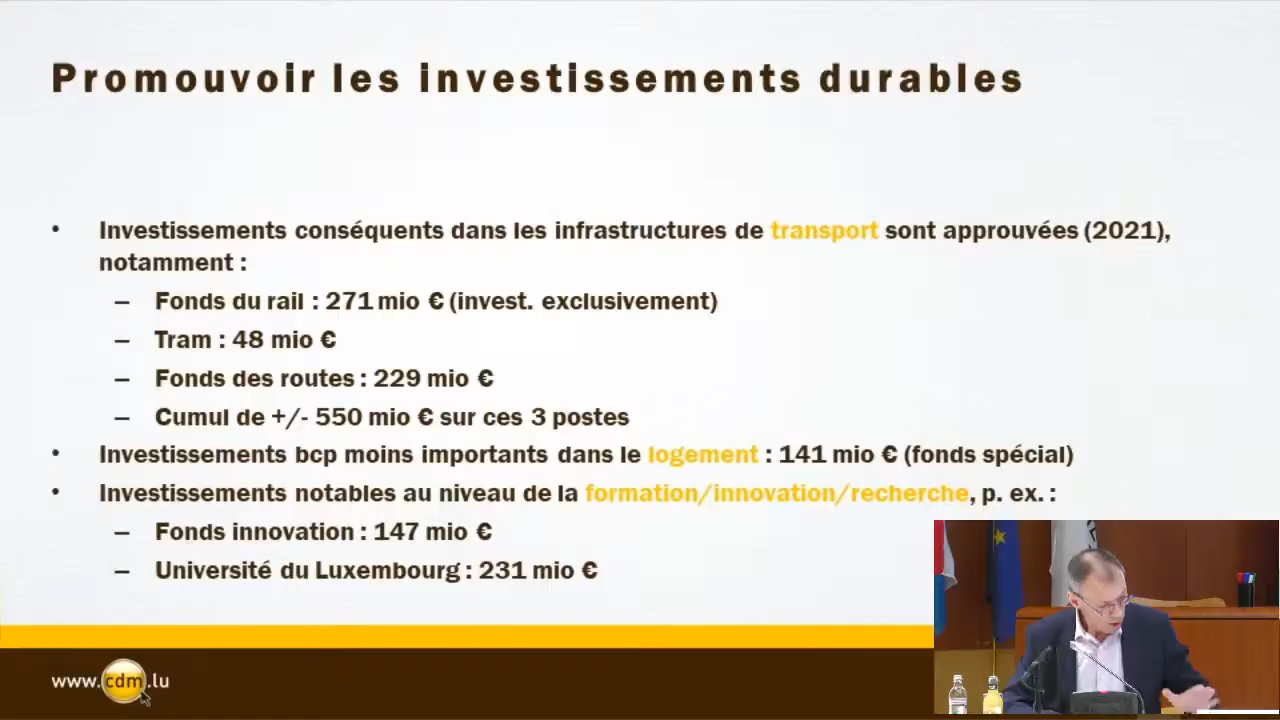 Promouvoir les investissements durables
• Investissements conséquents dans les infrastructures de transport sont approuvées (2021),
notamment :
– Fonds du rail : 271 mio € (invest. exclusivement)
– Tram : 48 mio €
– Fonds des routes : 229 mio €
– Cumul de +/- 550 mio € sur ces 3 postes
• Investissements bcp moins importants dans le logement : 141 mio € (fonds spécial)
• Investissements notables au niveau de la formation/innovation/recherche, p. ex. :
– Fonds innovation : 147 mio €
– Université du Luxembourg : 231 mio €
www.cdm.lu